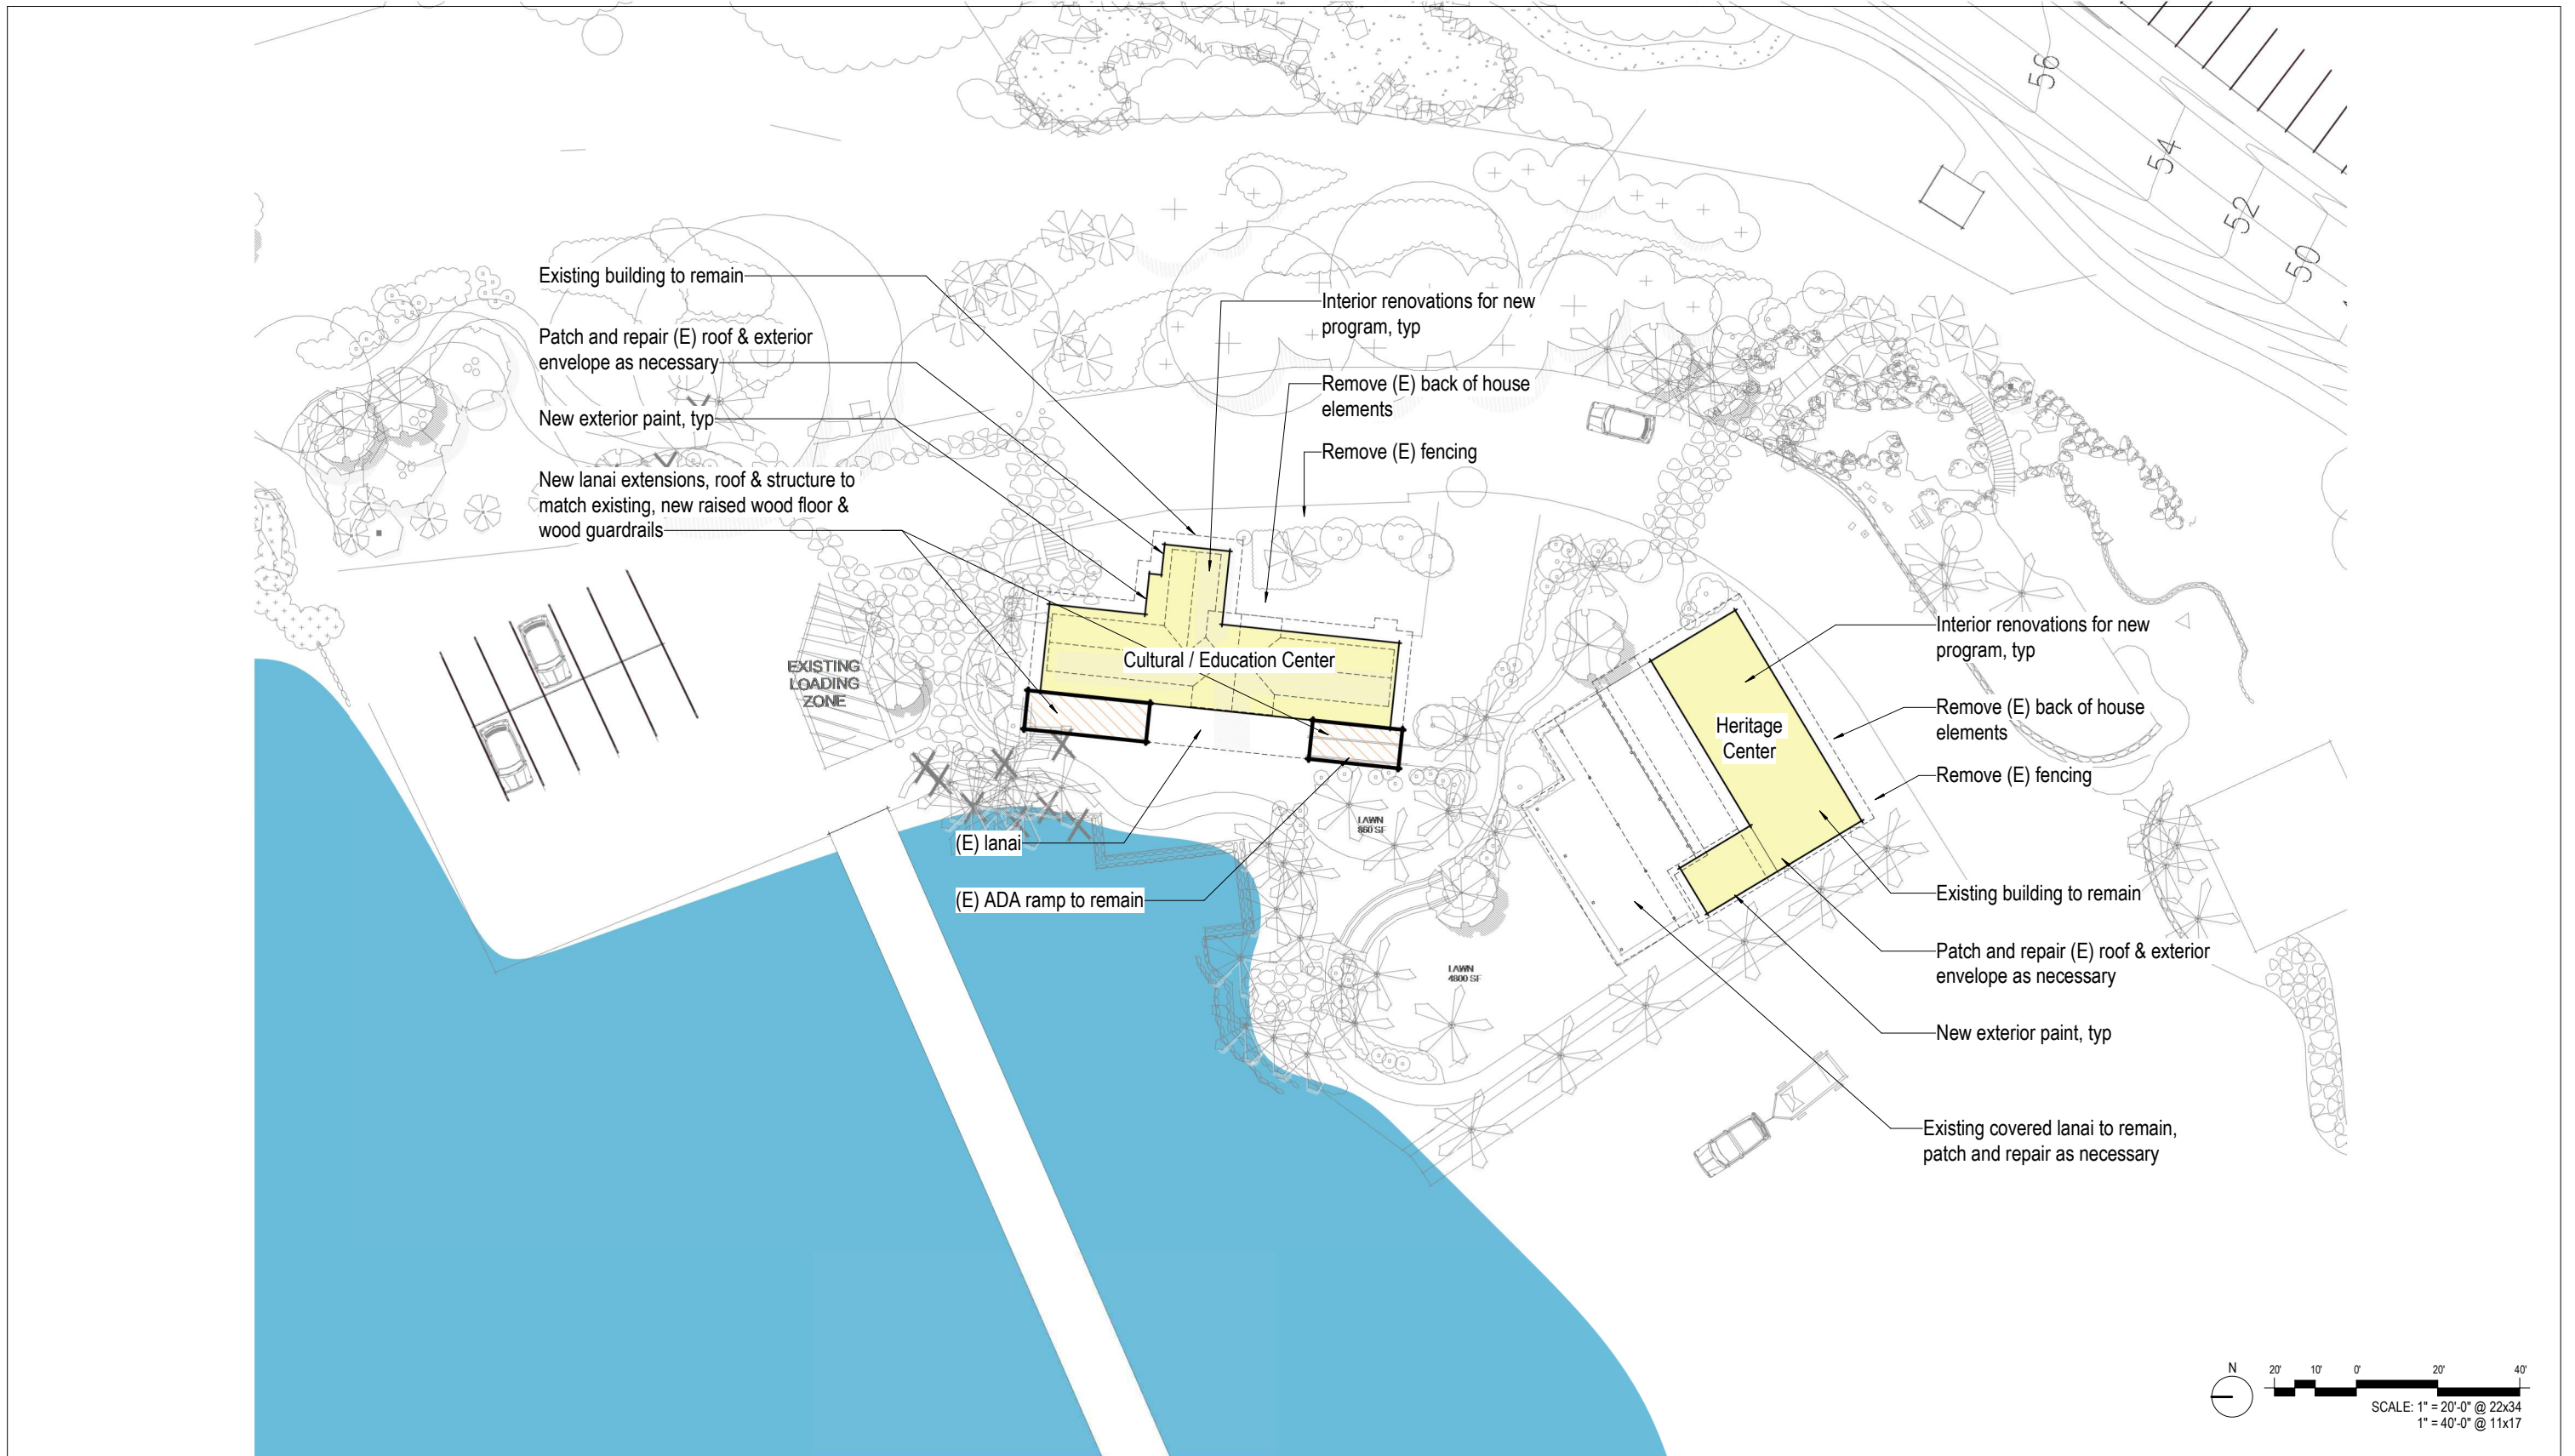 56
54
52
50
Existing building to remain
Patch and repair (E) roof & exterior
envelope as necessary
New exterior paint, typ
New lanai extensions, roof & structure to
match existing, new raised wood floor &
wood guardrails
Interior renovations for new
program, typ
Remove (E) back of house
elements
Remove (E) fencing
EXISTING
LOADING
ZONE
Cultural / Education Center
(E) lanai
(E) ADA ramp to remain
LAWN
860 SF
LAWN
4800 SF
Heritage
Center
Interior renovations for new
program, typ
Remove (E) back of house
elements
Remove (E) fencing
Existing building to remain
Patch and repair (E) roof & exterior
envelope as necessary
New exterior paint, typ
Existing covered lanai to remain,
patch and repair as necessary
N
20' 10' 0' 20' 40'
SCALE: 1" = 20'-0" @ 22x34
1" = 40'-0" @ 11x17